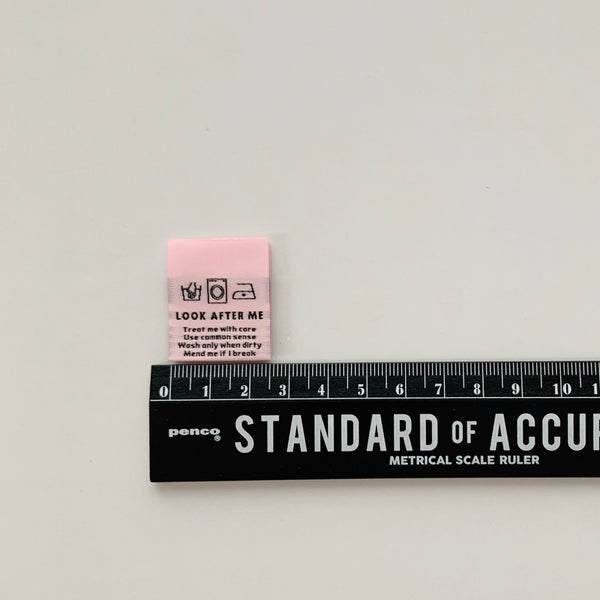 LOOK AFTER ME
Treat me with care
Use common sense
Wash only when dirty
Mend me if I break
0 1 2 3 4 5 6 7 8 9 10 1
penco®
STANDARD OF ACCUR
METRICAL SCALE RULER